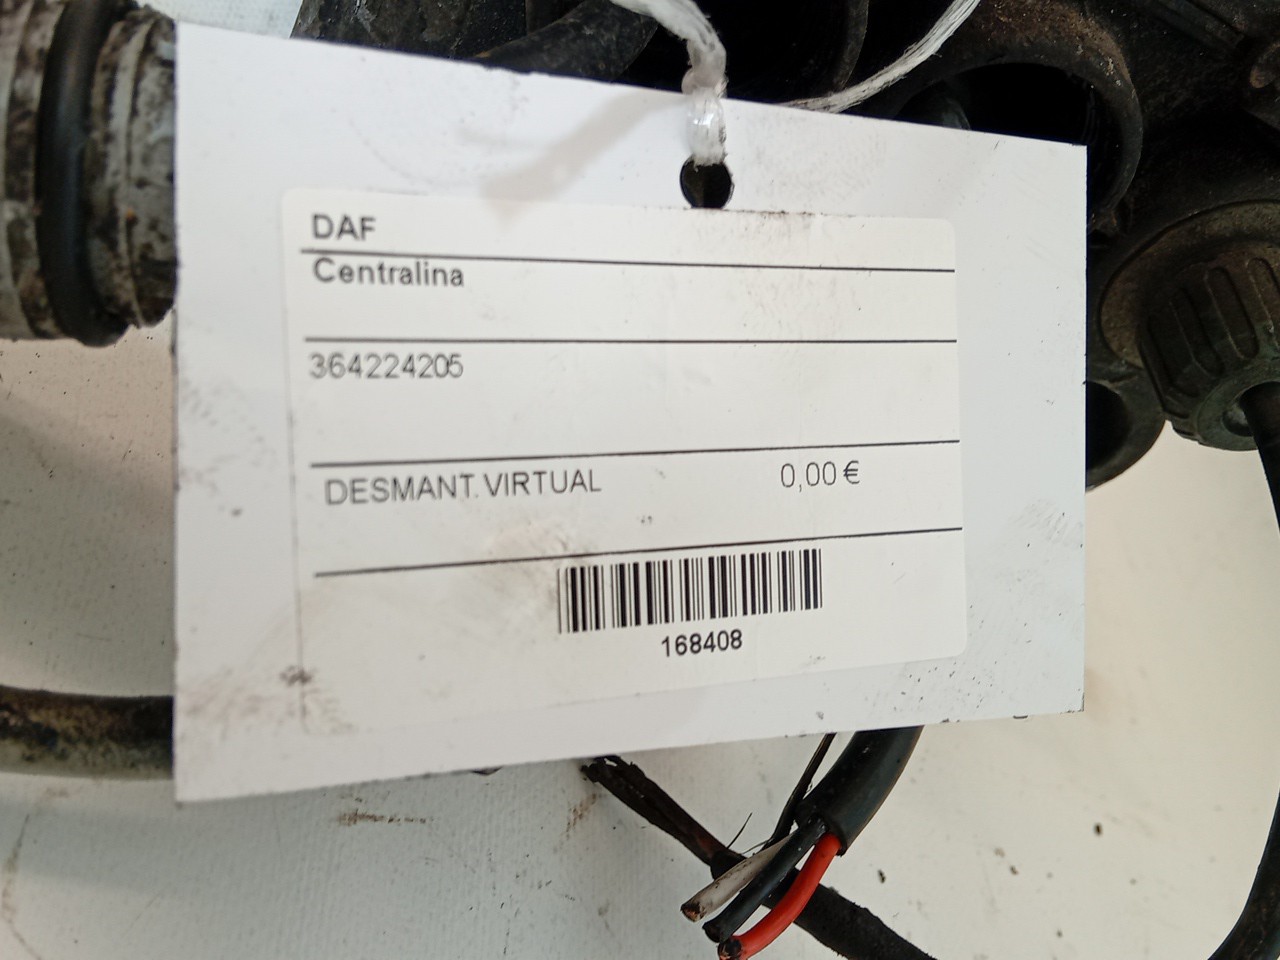 DAF
Centralina
364224205
DESMANT.VIRTUAL 0,00 €
168408